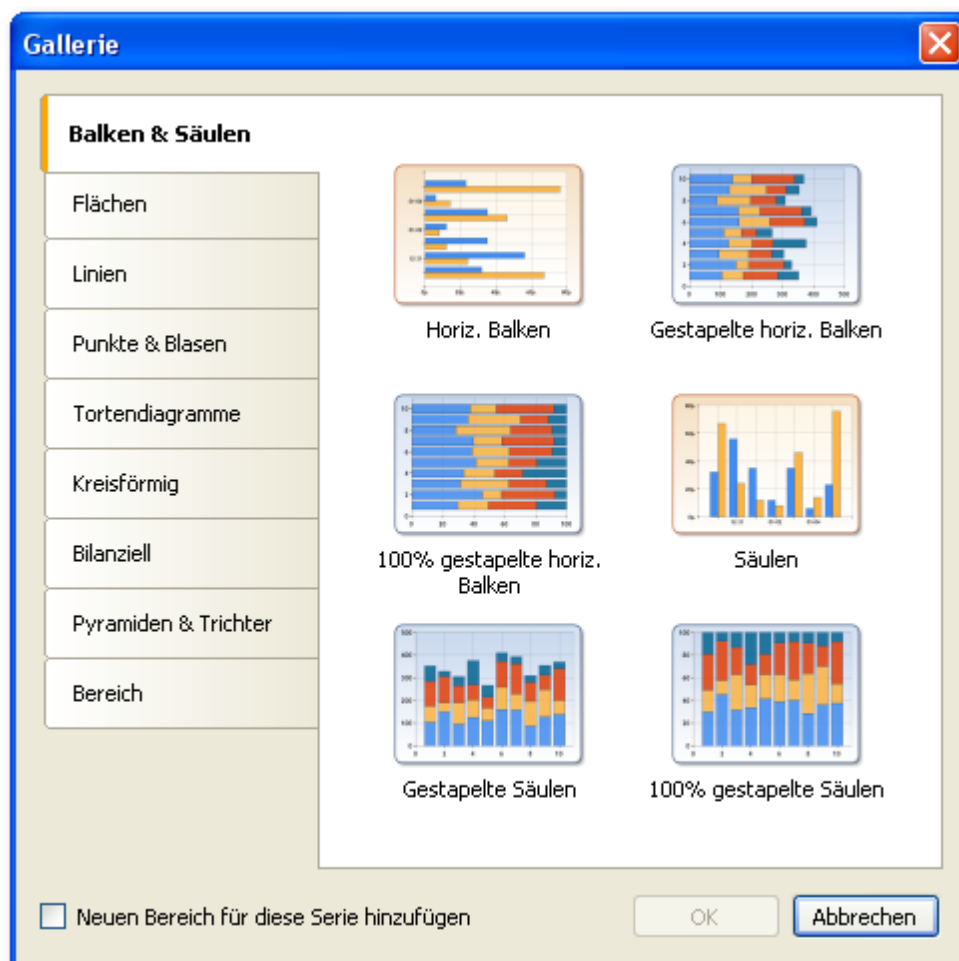 Gallerie
Balken & Säulen
Flächen
Linien
Punkte & Blasen
Tortendiagramme
Kreisförmig
Bilanziell
Pyramiden & Trichter
Bereich
Horiz. Balken
Gestapelte horiz. Balken
100% gestapelte horiz.
Balken
Säulen
Gestapelte Säulen
100% gestapelte Säulen
Neuen Bereich für diese Serie hinzufügen
OK
Abbrechen